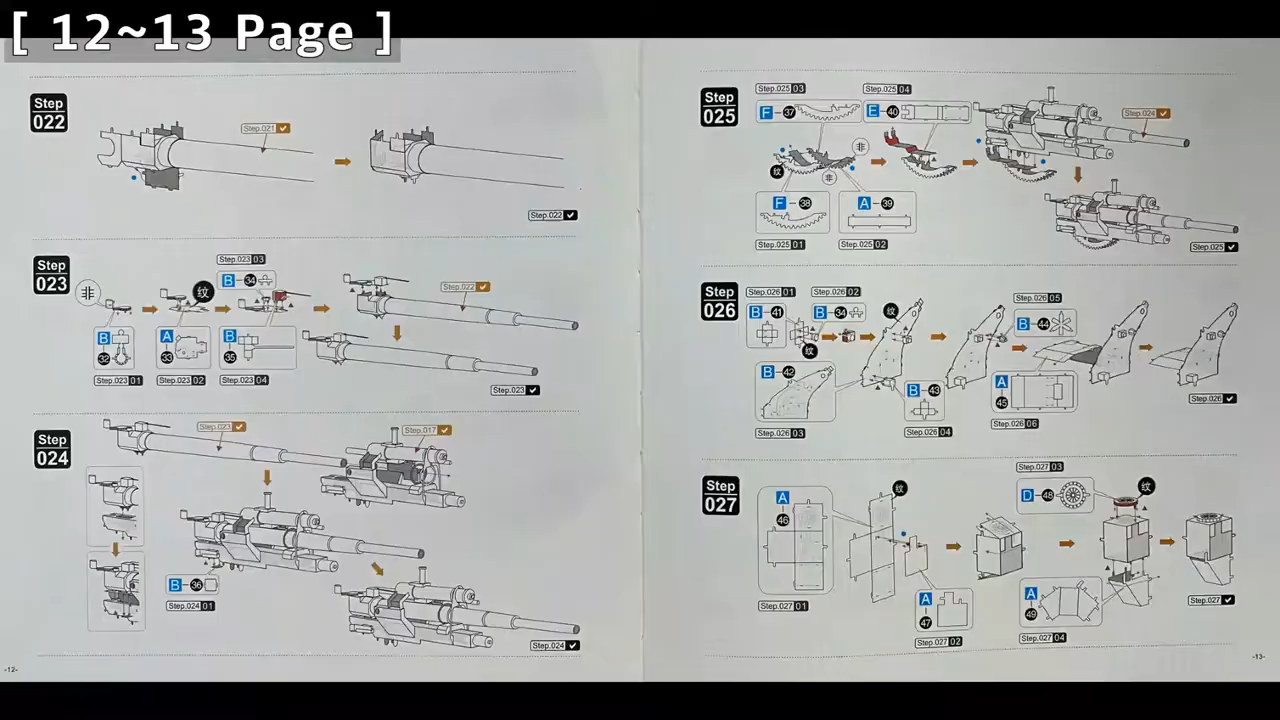 [ 12~13 Page ]
Step
022
Step.021
Step.022
Step
023
Step.023 03
非
纹
B 34
Step.022
B
32
A
33
B
35
Step.023 01
Step.023 02
Step.023 04
Step.023
Step
024
Step.023
Step.017
B 36
Step.024 01
Step.024
-12-
Step
025
Step.025 03
Step.025 04
F 37
E 40
Step.024
非
纹
非
F 38
A 39
Step.025 01
Step.025 02
Step.025
Step
026
Step.026 01
Step.026 02
Step.026 05
B 41
B 34
纹
B 44
纹
B 42
B 43
A
45
Step.026 03
Step.026 04
Step.026 06
Step.026
Step
027
Step.027 03
A
46
纹
D 48
纹
A
47
A
49
Step.027 01
Step.027 02
Step.027 04
Step.027
-13-